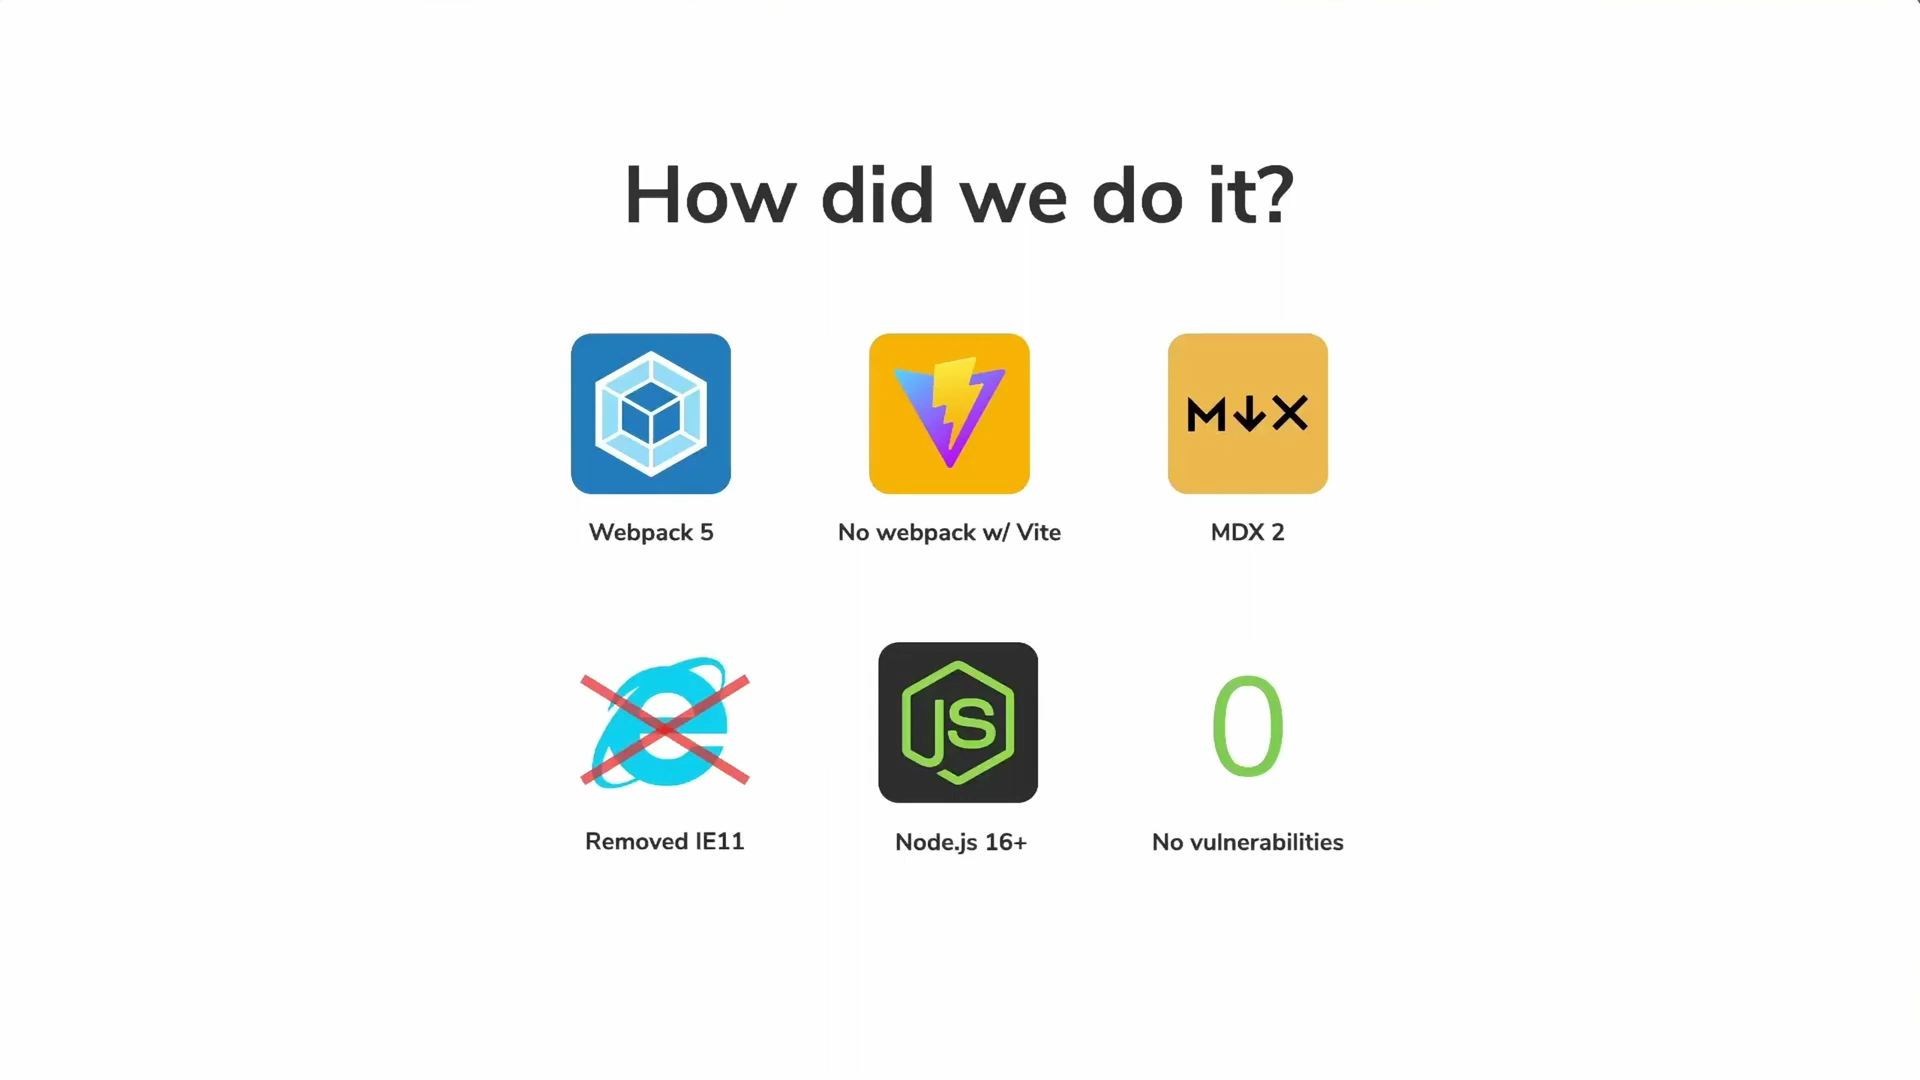 How did we do it?
M↓X
Webpack 5
No webpack w/ Vite
MDX 2
e
JS
0
Removed IE11
Node.js 16+
No vulnerabilities